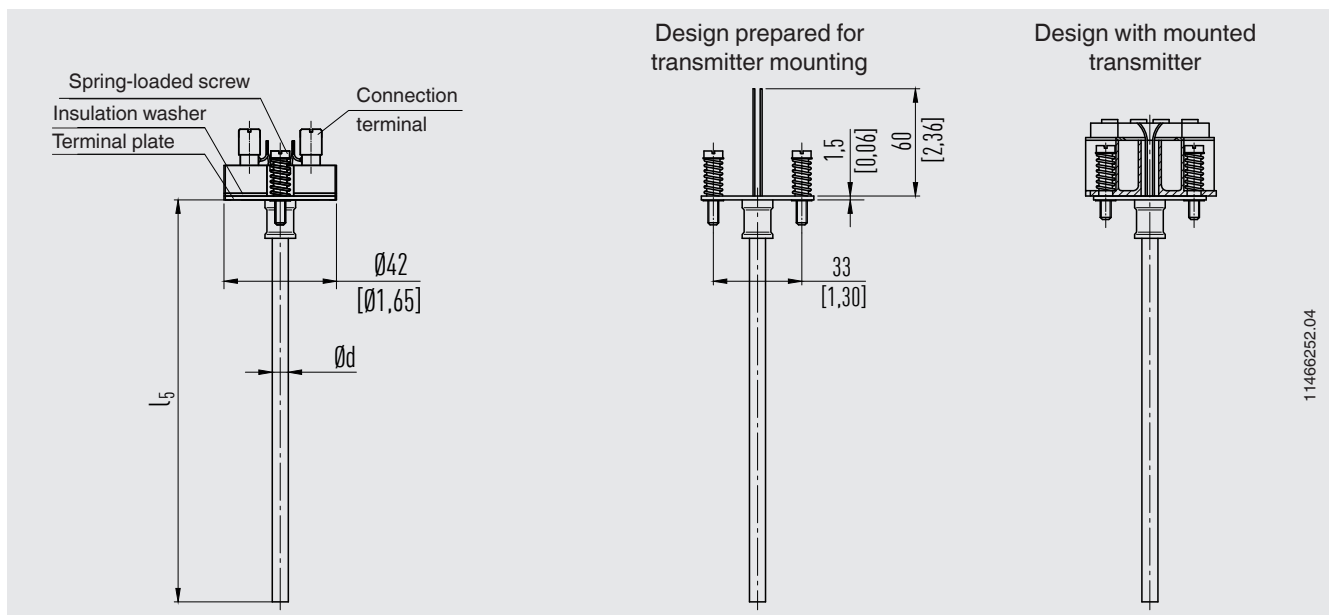 Design prepared for
transmitter mounting
Design with mounted
transmitter
Spring-loaded screw
Insulation washer
Terminal plate
Connection
terminal
1,5
[0,06]
60
[2,36]
Ø42
[Ø1,65]
33
[1,30]
Ød
l5
11466252.04